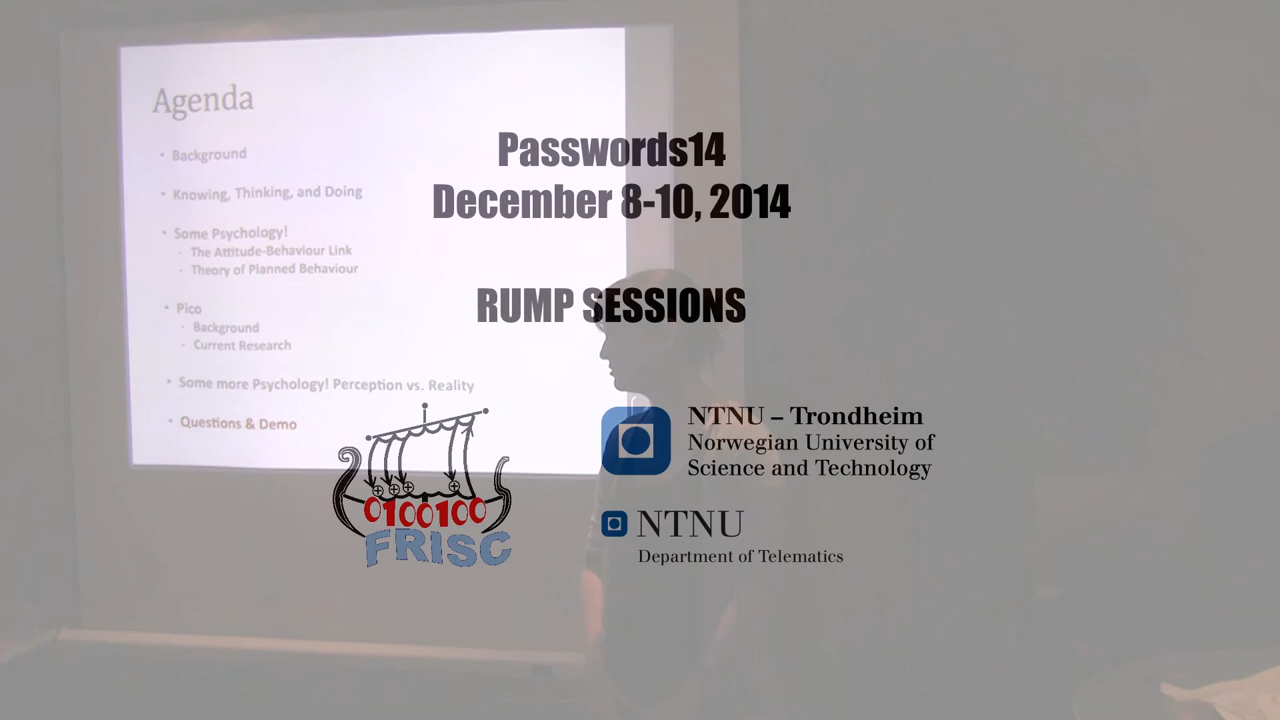 Agenda
• Background
• Knowing, Thinking, and Doing
• Some Psychology!
- The Attitude-Behaviour Link
- Theory of Planned Behaviour
• Pico
- Background
- Current Research
• Some more Psychology! Perception vs. Reality
• Questions & Demo
Passwords14
December 8-10, 2014
RUMP SESSIONS
0100100
FRISC
NTNU – Trondheim
Norwegian University of
Science and Technology
NTNU
Department of Telematics